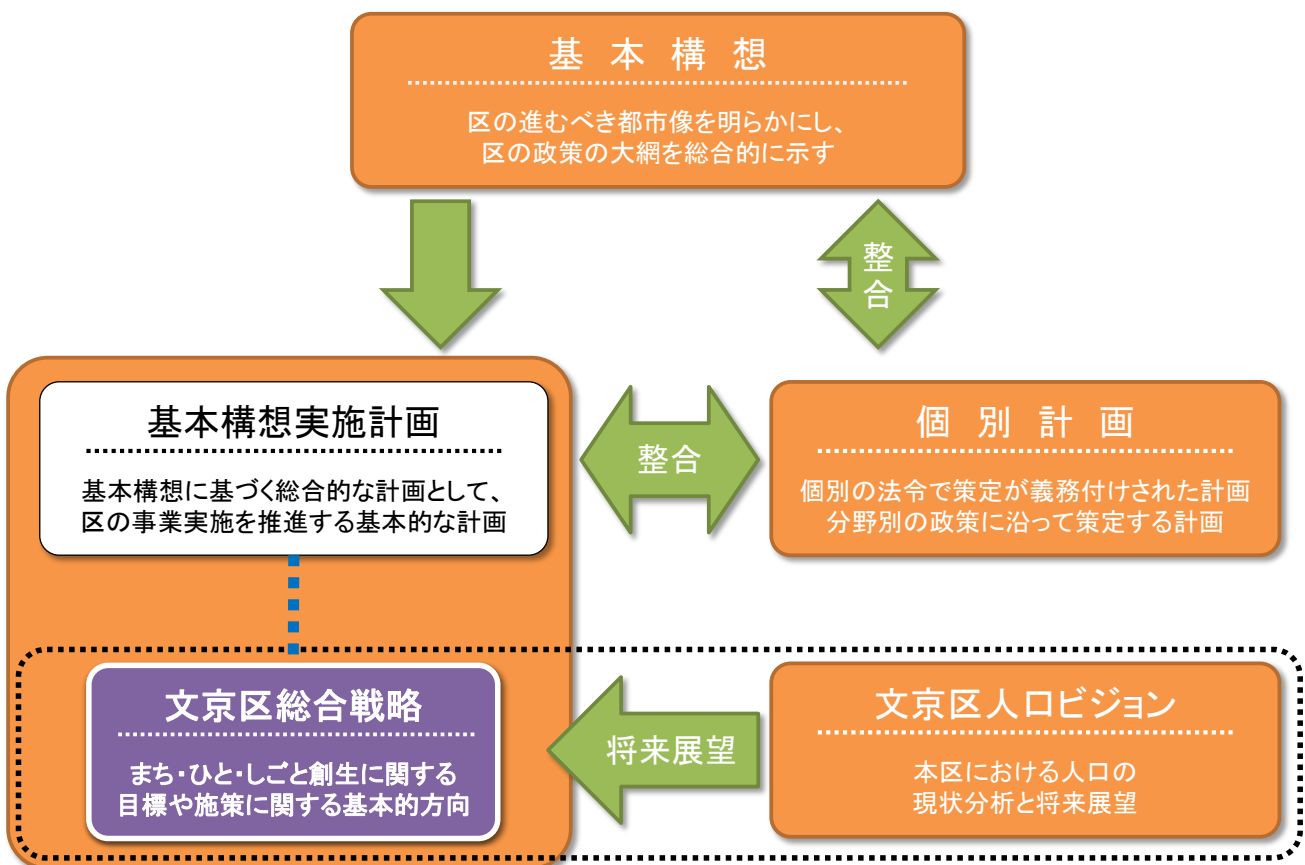 基本構想
区の進むべき都市像を明らかにし、
区の政策の大綱を総合的に示す
整
合
基本構想実施計画
基本構想に基づく総合的な計画として、
区の事業実施を推進する基本的な計画
整合
個別計画
個別の法令で策定が義務付けされた計画
分野別の政策に沿って策定する計画
文京区総合戦略
まち・ひと・しごと創生に関する
目標や施策に関する基本的方向
将来展望
文京区人口ビジョン
本区における人口の
現状分析と将来展望